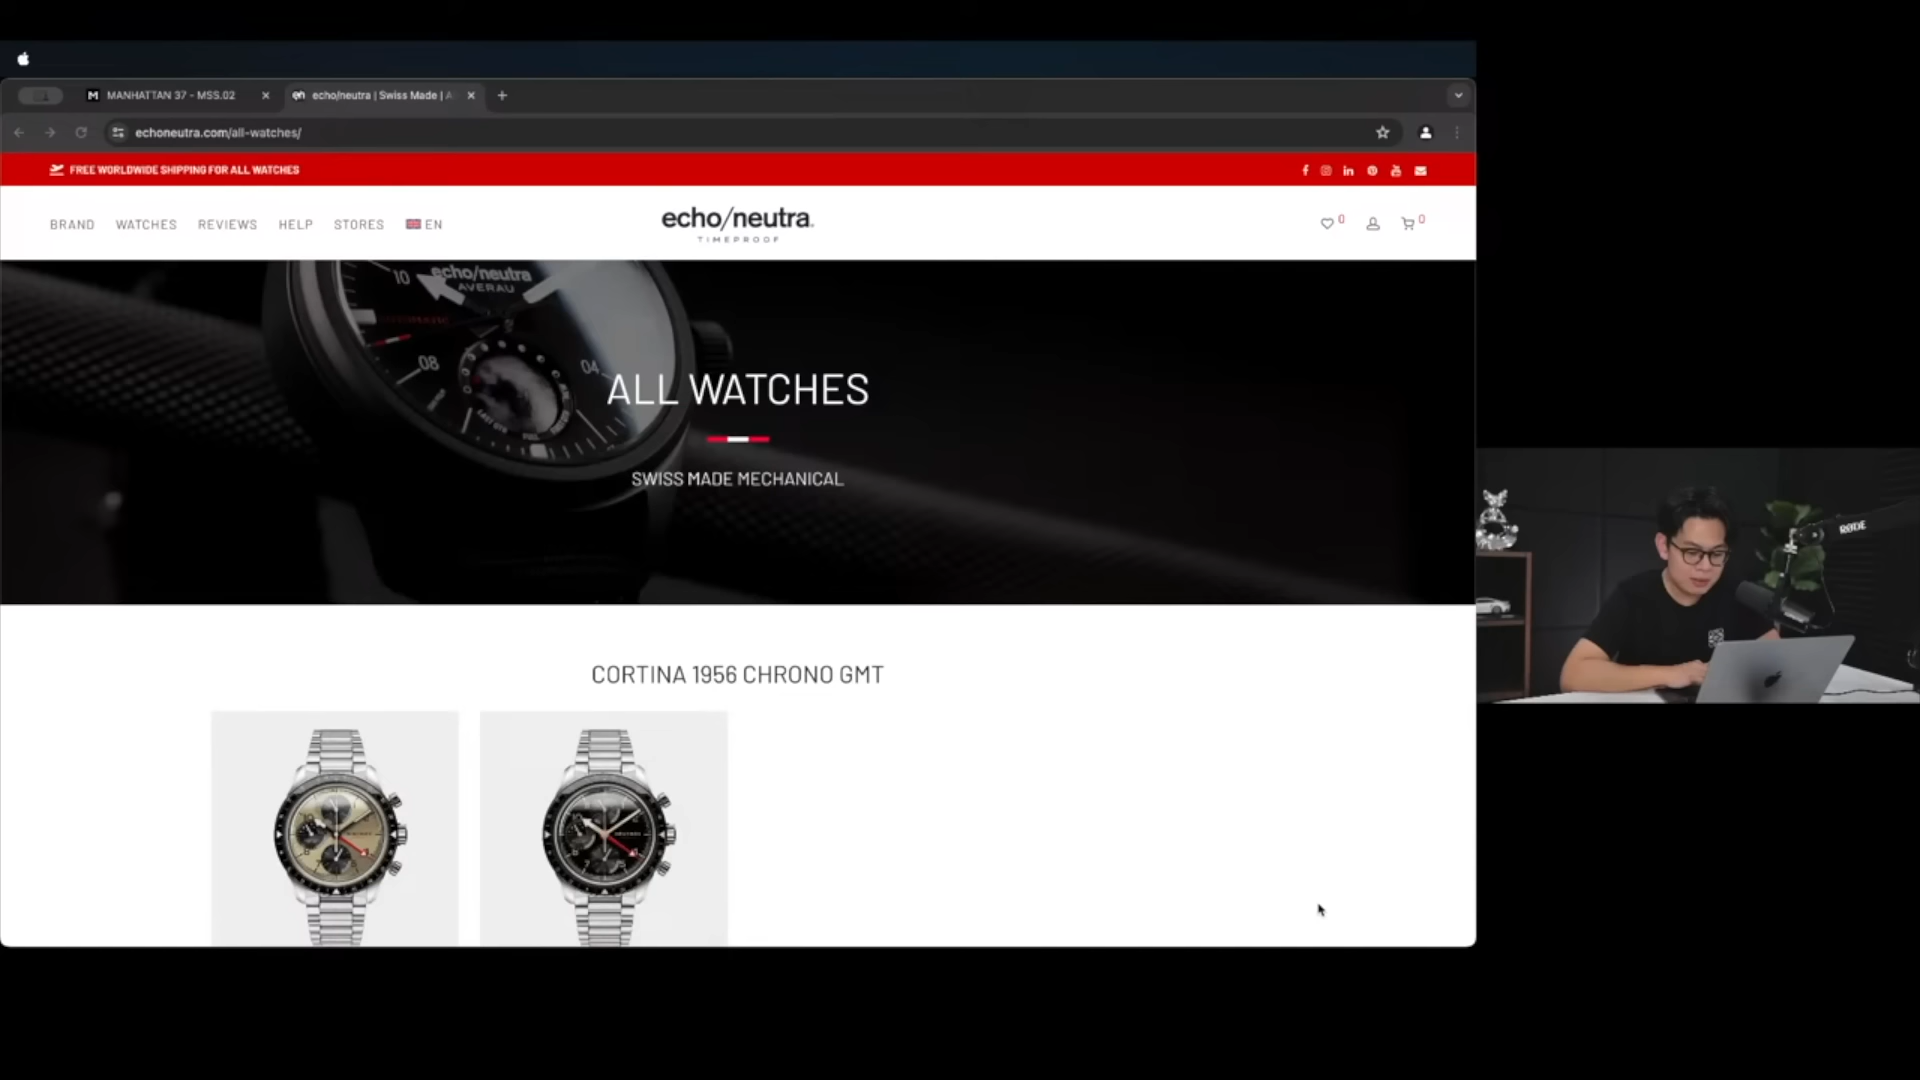 MANHATTAN 37 - MSS.02
echo/neutra | Swiss Made | A
echoneutra.com/all-watches/
FREE WORLDWIDE SHIPPING FOR ALL WATCHES
BRAND WATCHES REVIEWS HELP STORES EN
echo/neutra.
TIMEPROOF
0 0
echo/neutra
AVERAU
10
08
04
ALL WATCHES
SWISS MADE MECHANICAL
RØDE
CORTINA 1956 CHRONO GMT